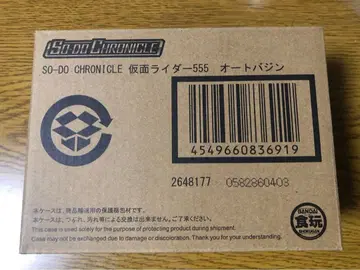 SO-DO CHRONICLE
SO-DO CHRONICLE 仮面ライダー555 オートバジン
4549660836919
2648177 0582860403
本ケースは、商品輸送用の保護梱包材です。
本ケースは、つぶれ、汚れ等による交換は出来ません。ご了承ください。
This case is used solely for the purpose of protecting product during shipment.
Case may not be exchanged due to damage or discoloration. Thank you for your understanding.
BANDAI
食玩
SHOKUGAN